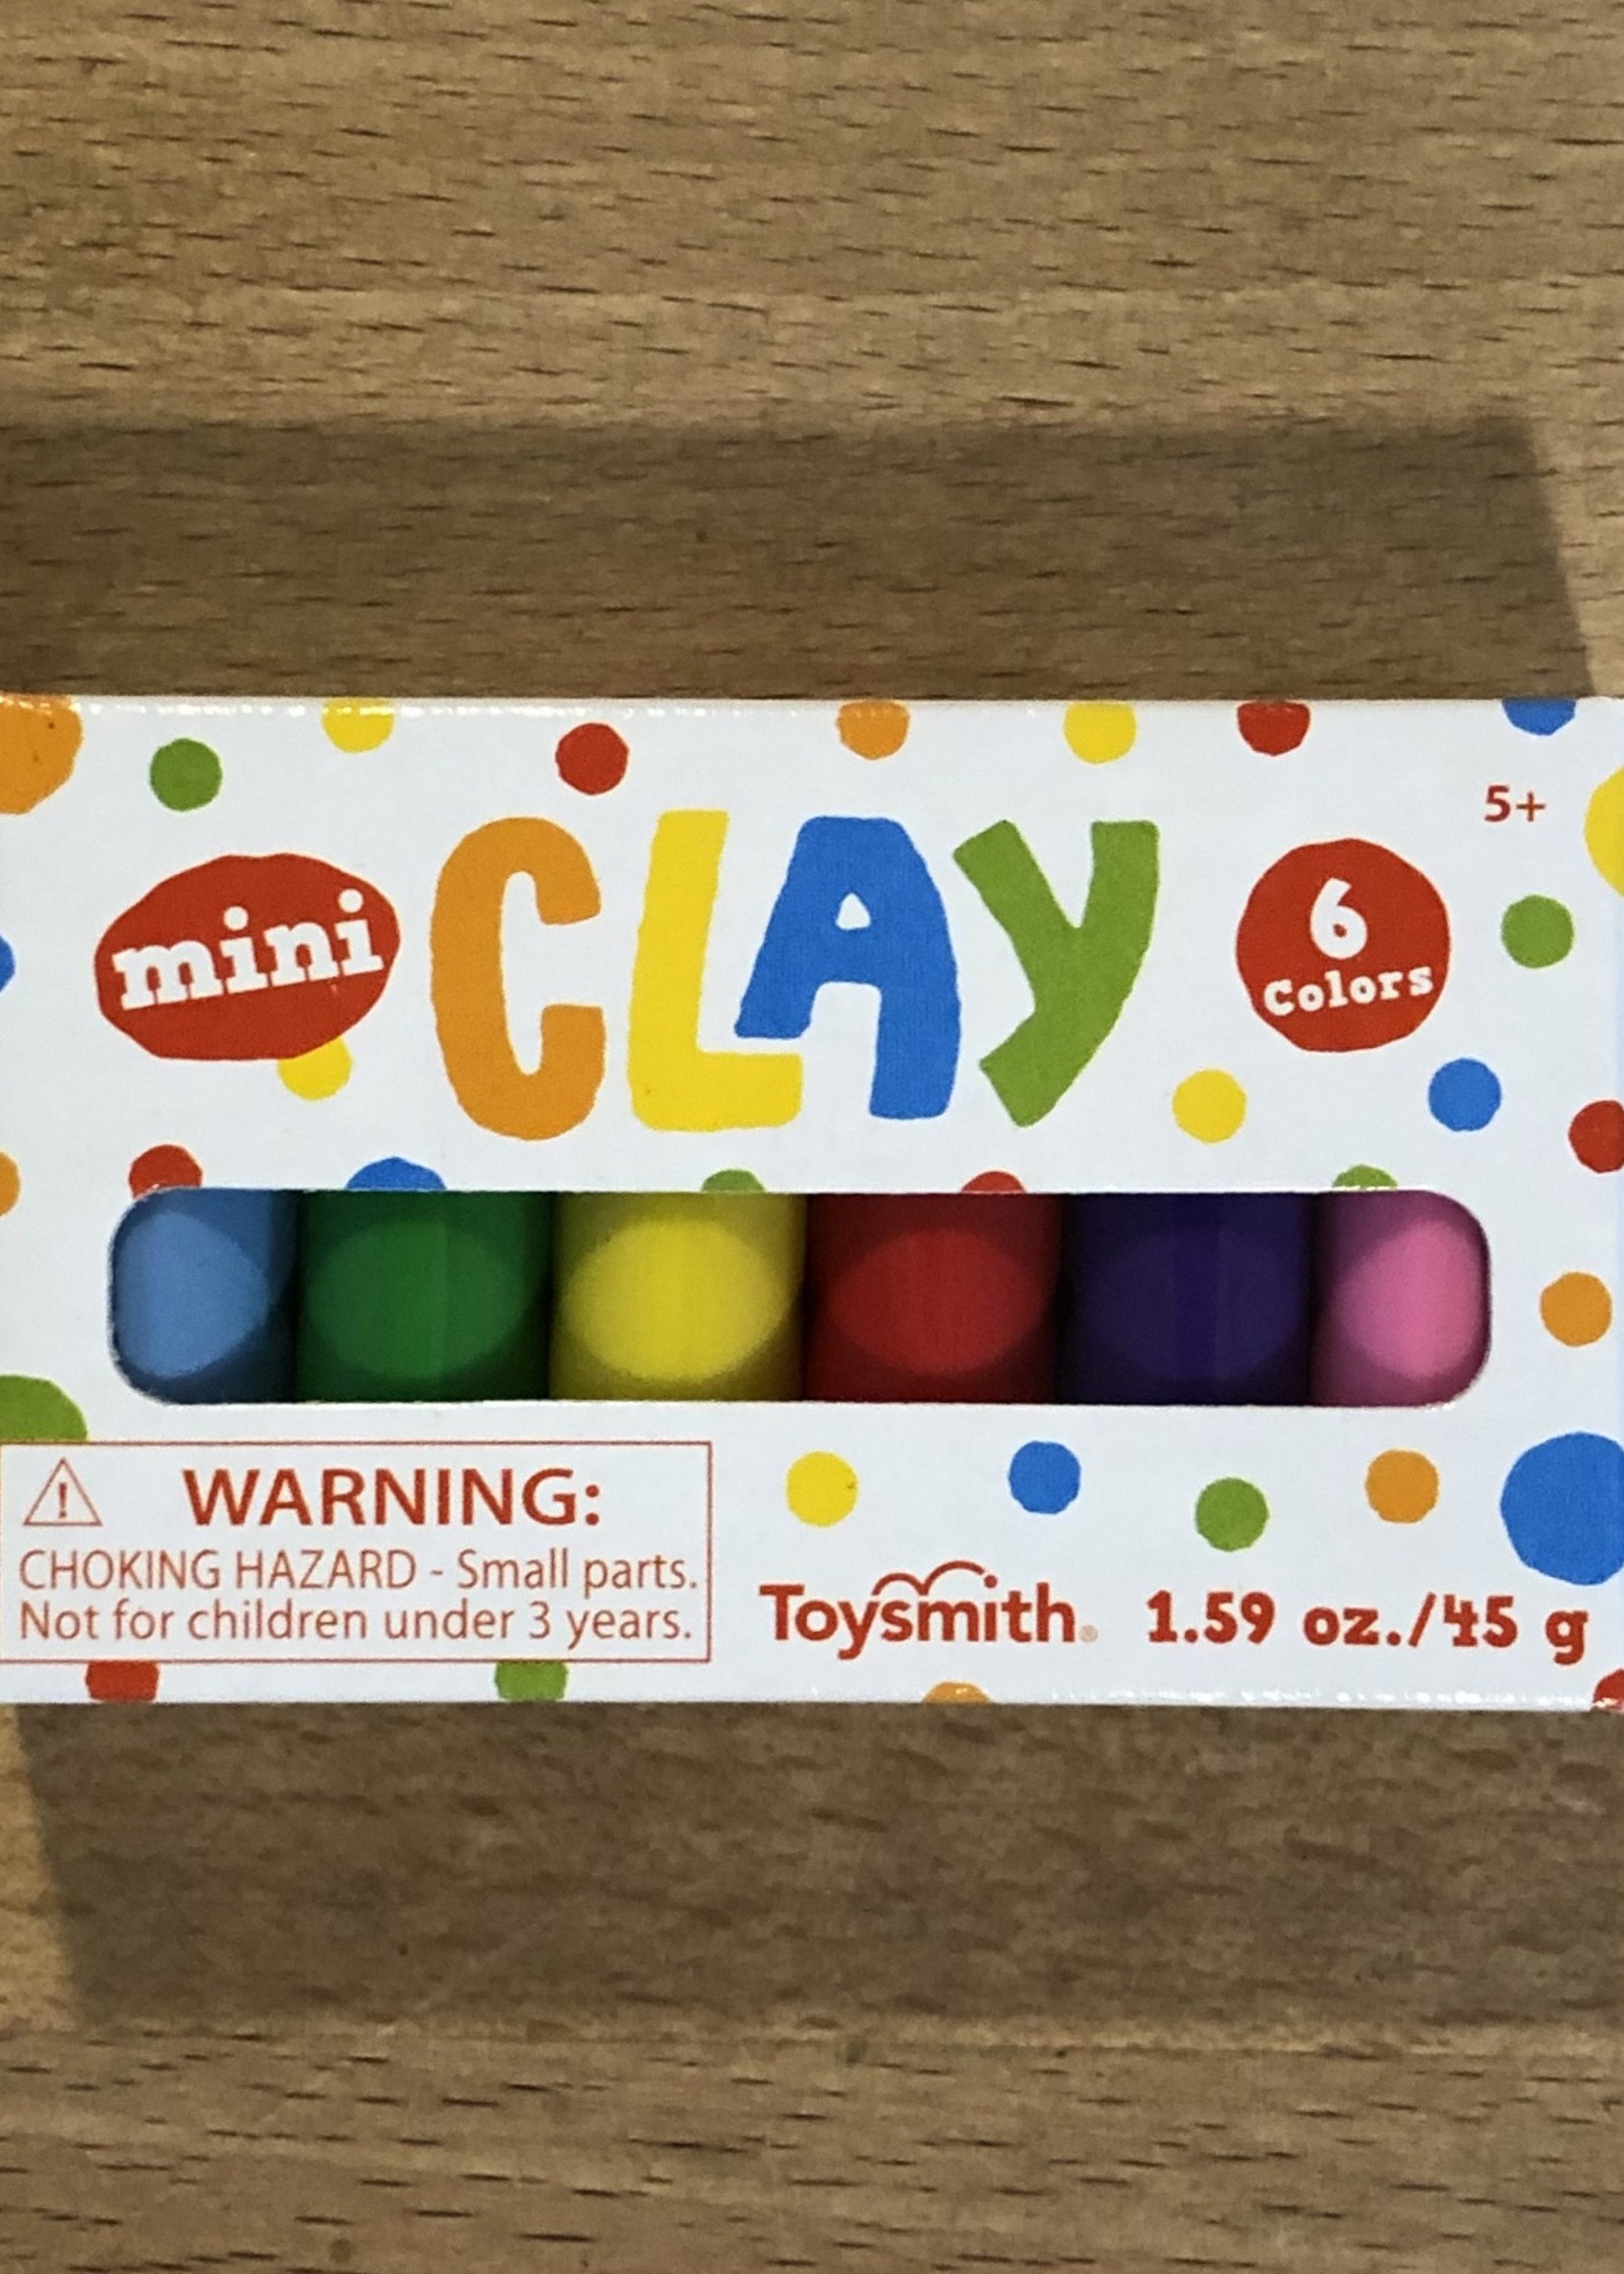 5+
mini CLAY
6
Colors
WARNING:
CHOKING HAZARD - Small parts.
Not for children under 3 years.
Toysmith®
1.59 oz./45 g